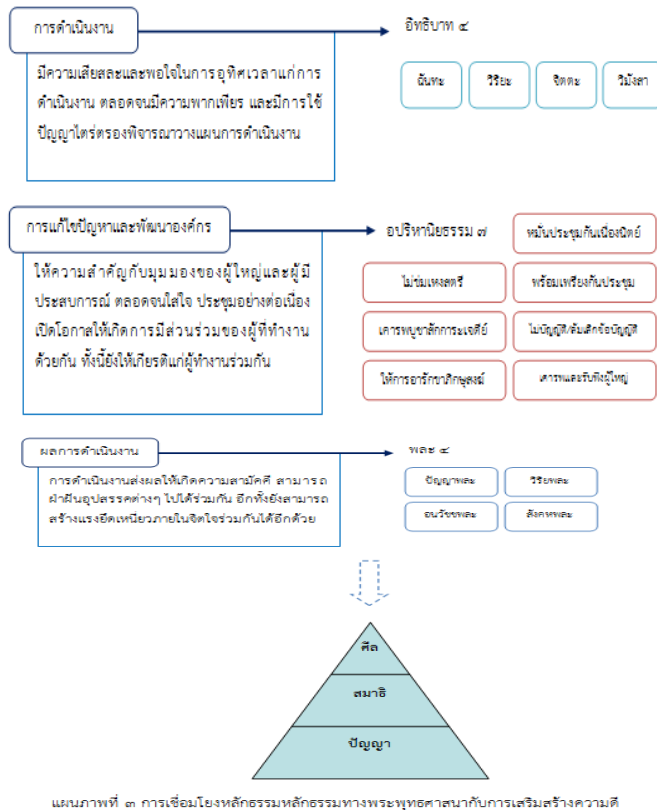 การดำเนินงาน
อิทธิบาท ๔
มีความเสียสละและพอใจในการอุทิศเวลาแก่การ
ดำเนินงาน ตลอดจนมีความพากเพียร และมีการใช้
ปัญญาไตร่ตรองพิจารณาวางแผนการดำเนินงาน
ฉันทะ
วิริยะ
จิตตะ
วิมังสา
การแก้ไขปัญหาและพัฒนาองค์กร
อปริหานิยธรรม ๗
หมั่นประชุมกันเนื่องนิตย์
ให้ความสำคัญกับมุมมองของผู้ใหญ่และผู้มี
ประสบการณ์ ตลอดจนใส่ใจ ประชุมอย่างต่อเนื่อง
เปิดโอกาสให้เกิดการมีส่วนร่วมของผู้ที่ทำงาน
ด้วยกัน ทั้งนี้ยังให้เกียรติแก่ผู้ทำงานร่วมกัน
ไม่ข่มเหงสตรี
พร้อมเพรียงกันประชุม
เคารพบูชาสักการะเจดีย์
ไม่บัญญัติ/ล้มเลิกข้อบัญญัติ
ให้การอารักขาภิกษุสงฆ์
เคารพและรับฟังผู้ใหญ่
ผลการดำเนินงาน
พละ ๔
การดำเนินงานส่งผลให้เกิดความสามัคคี สามารถ
ฝ่าฝืนอุปสรรคต่างๆ ไปได้ร่วมกัน อีกทั้งยังสามารถ
สร้างแรงยึดเหนี่ยวภายในจิตใจร่วมกันได้อีกด้วย
ปัญญาพละ
วิริยพละ
อนวัชชพละ
สังคหพละ
ศีล
สมาธิ
ปัญญา
แผนภาพที่ ๓ การเชื่อมโยงหลักธรรมหลักธรรมทางพระพุทธศาสนากับการเสริมสร้างความดี